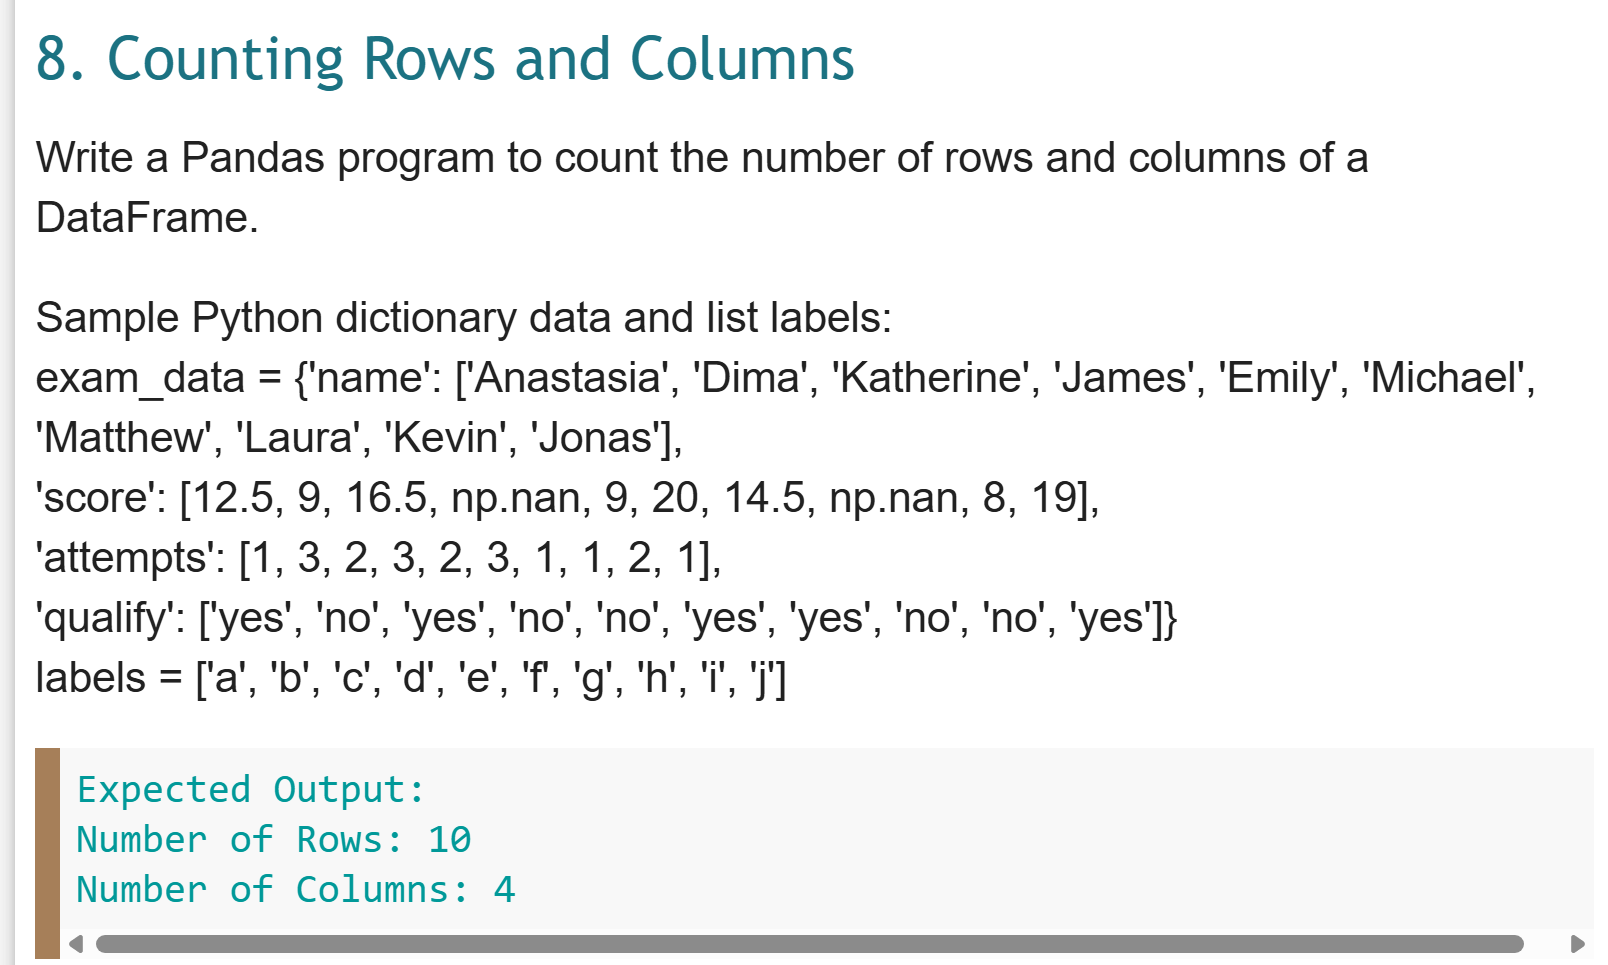 8. Counting Rows and Columns
Write a Pandas program to count the number of rows and columns of a
DataFrame.
Sample Python dictionary data and list labels:
exam_data = {'name': ['Anastasia', 'Dima', 'Katherine', 'James', 'Emily', 'Michael',
'Matthew', 'Laura', 'Kevin', 'Jonas'],
'score': [12.5, 9, 16.5, np.nan, 9, 20, 14.5, np.nan, 8, 19],
'attempts': [1, 3, 2, 3, 2, 3, 1, 1, 2, 1],
'qualify': ['yes', 'no', 'yes', 'no', 'no', 'yes', 'yes', 'no', 'no', 'yes']}
labels = ['a', 'b', 'c', 'd', 'e', 'f', 'g', 'h', 'i', 'j']
Expected Output:
Number of Rows: 10
Number of Columns: 4